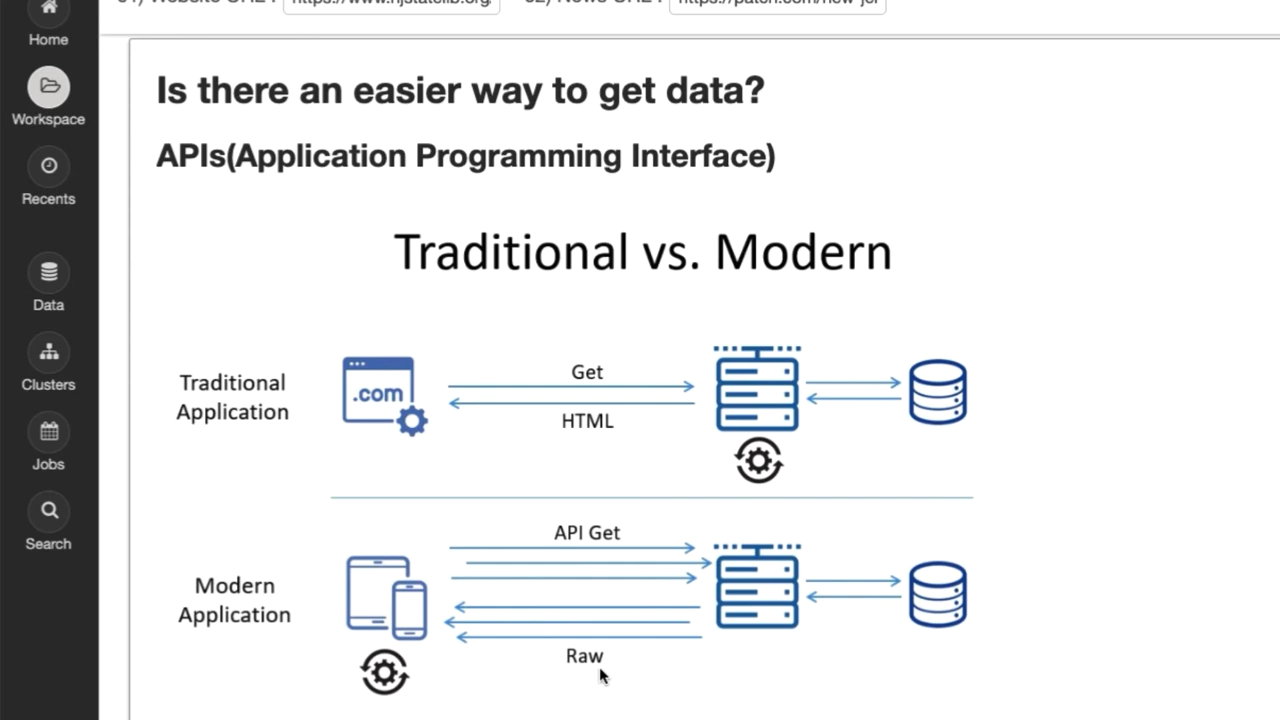 Home
Workspace
Recents
Data
Clusters
Jobs
Search
Is there an easier way to get data?
APIs(Application Programming Interface)
Traditional vs. Modern
Traditional
Application
.com
Get
HTML
Modern
Application
API Get
Raw